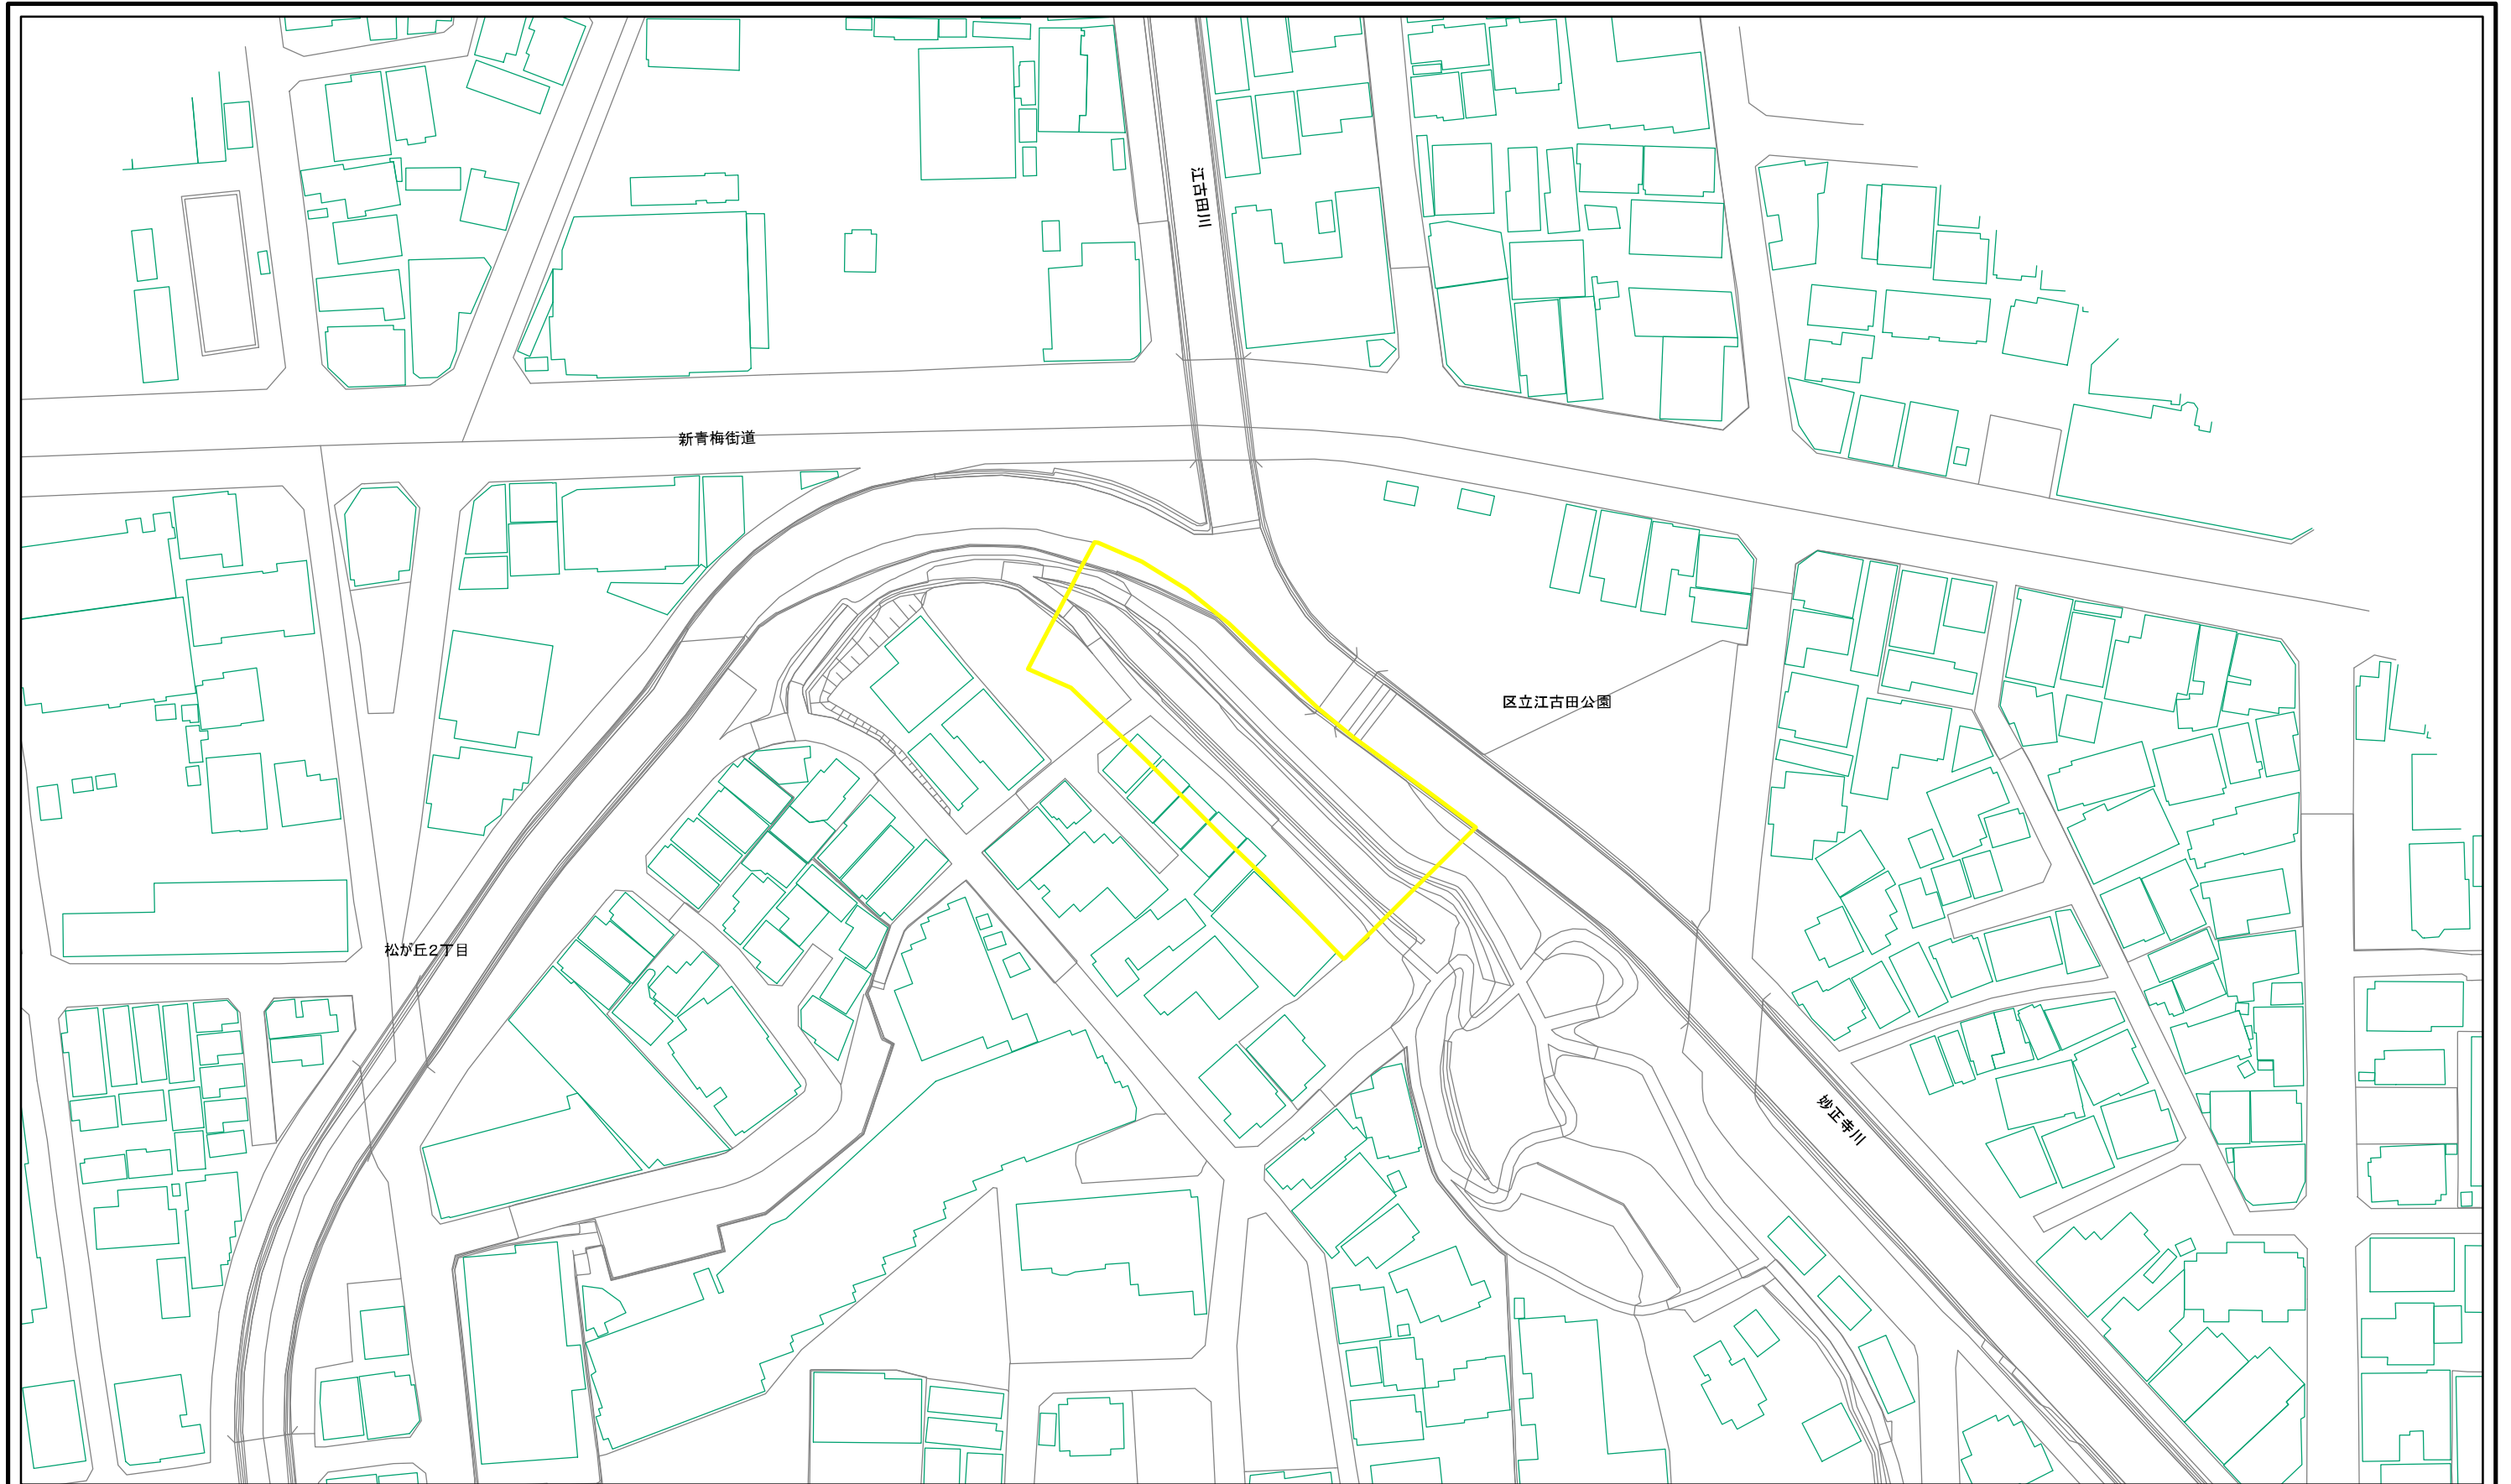 江古田川
新青梅街道
区立江古田公園
松が丘2丁目
妙正寺川